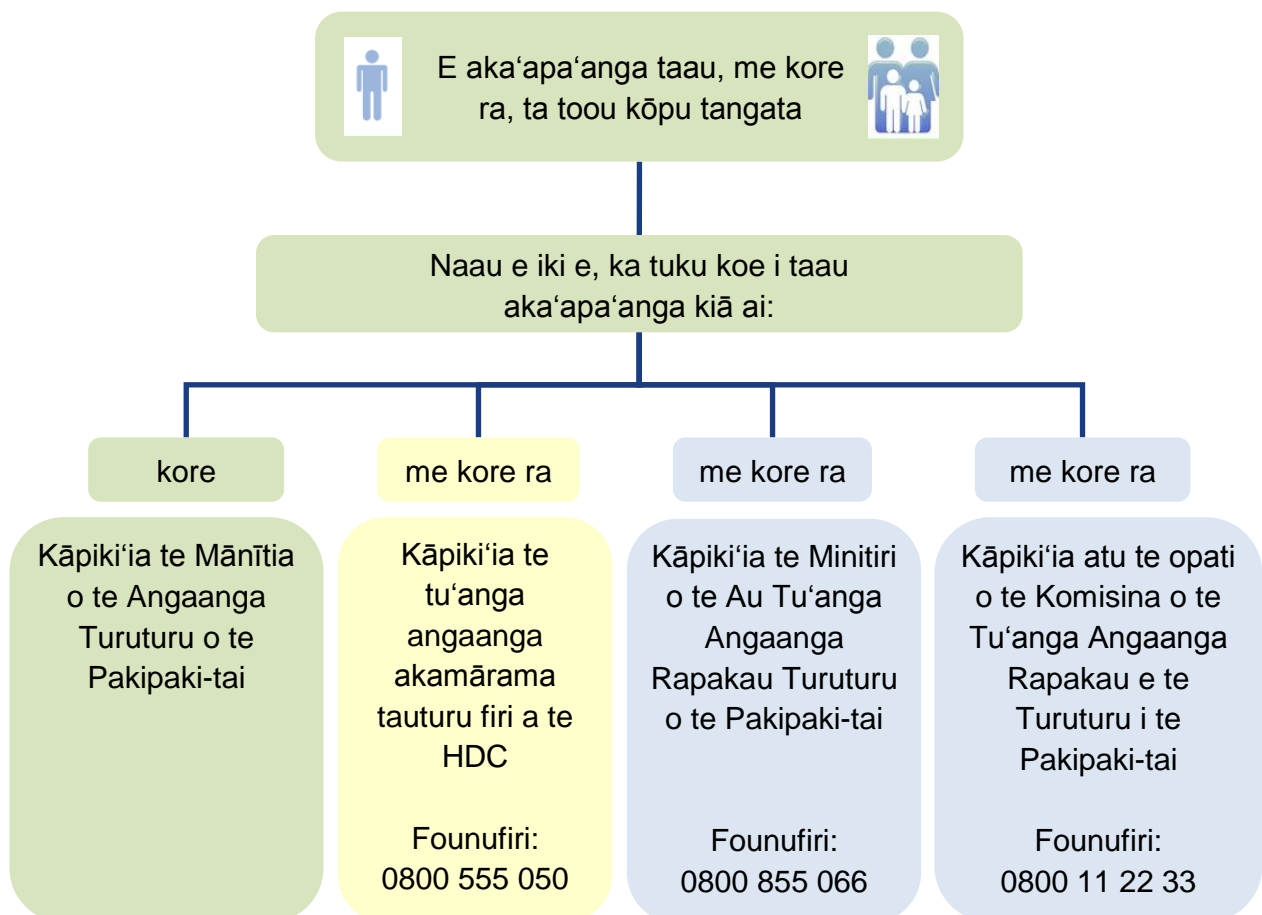 E aka‘apa‘anga taau, me kore
ra, ta toou kōpu tangata
Naau e iki e, ka tuku koe i taau
aka‘apa‘anga kiā ai:
kore
Kāpiki‘ia te Mānītia
o te Angaanga
Turuturu o te
Pakipaki-tai
me kore ra
Kāpiki‘ia te
tu‘anga
angaanga
akamārama
tauturu firi a te
HDC
Founufiri:
0800 555 050
me kore ra
Kāpiki‘ia te Minitiri
o te Au Tu‘anga
Angaanga
Rapakau Turuturu
o te Pakipaki-tai
Founufiri:
0800 855 066
me kore ra
Kāpiki‘ia atu te opati
o te Komisina o te
Tu‘anga Angaanga
Rapakau e te
Turuturu i te
Pakipaki-tai
Founufiri:
0800 11 22 33